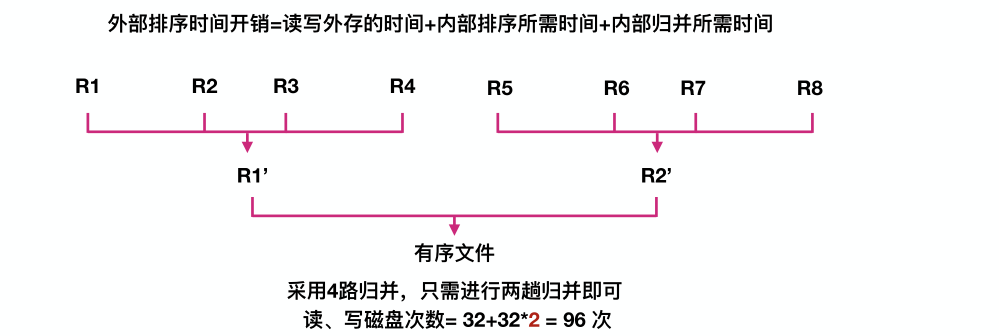 外部排序时间开销=读写外存的时间+内部排序所需时间+内部归并所需时间
R1 R2 R3 R4 R5 R6 R7 R8
R1’ R2’
有序文件
采用4路归并，只需进行两趟归并即可
读、写磁盘次数= 32+32*2 = 96 次